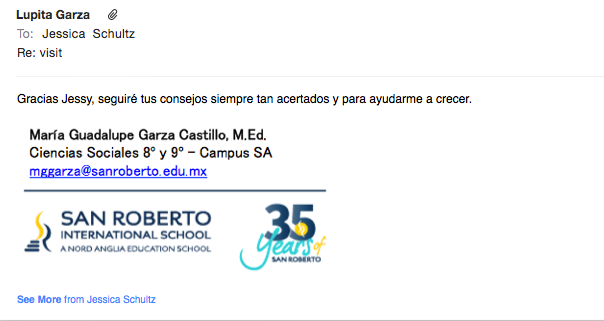 Lupita Garza
To: Jessica Schultz
Re: visit
Gracias Jessy, seguiré tus consejos siempre tan acertados y para ayudarme a crecer.
María Guadalupe Garza Castillo, M.Ed.
Ciencias Sociales 8º y 9º – Campus SA
mggarza@sanroberto.edu.mx
SAN ROBERTO
INTERNATIONAL SCHOOL
A NORD ANGLIA EDUCATION SCHOOL
35
Years of
SAN ROBERTO
See More from Jessica Schultz